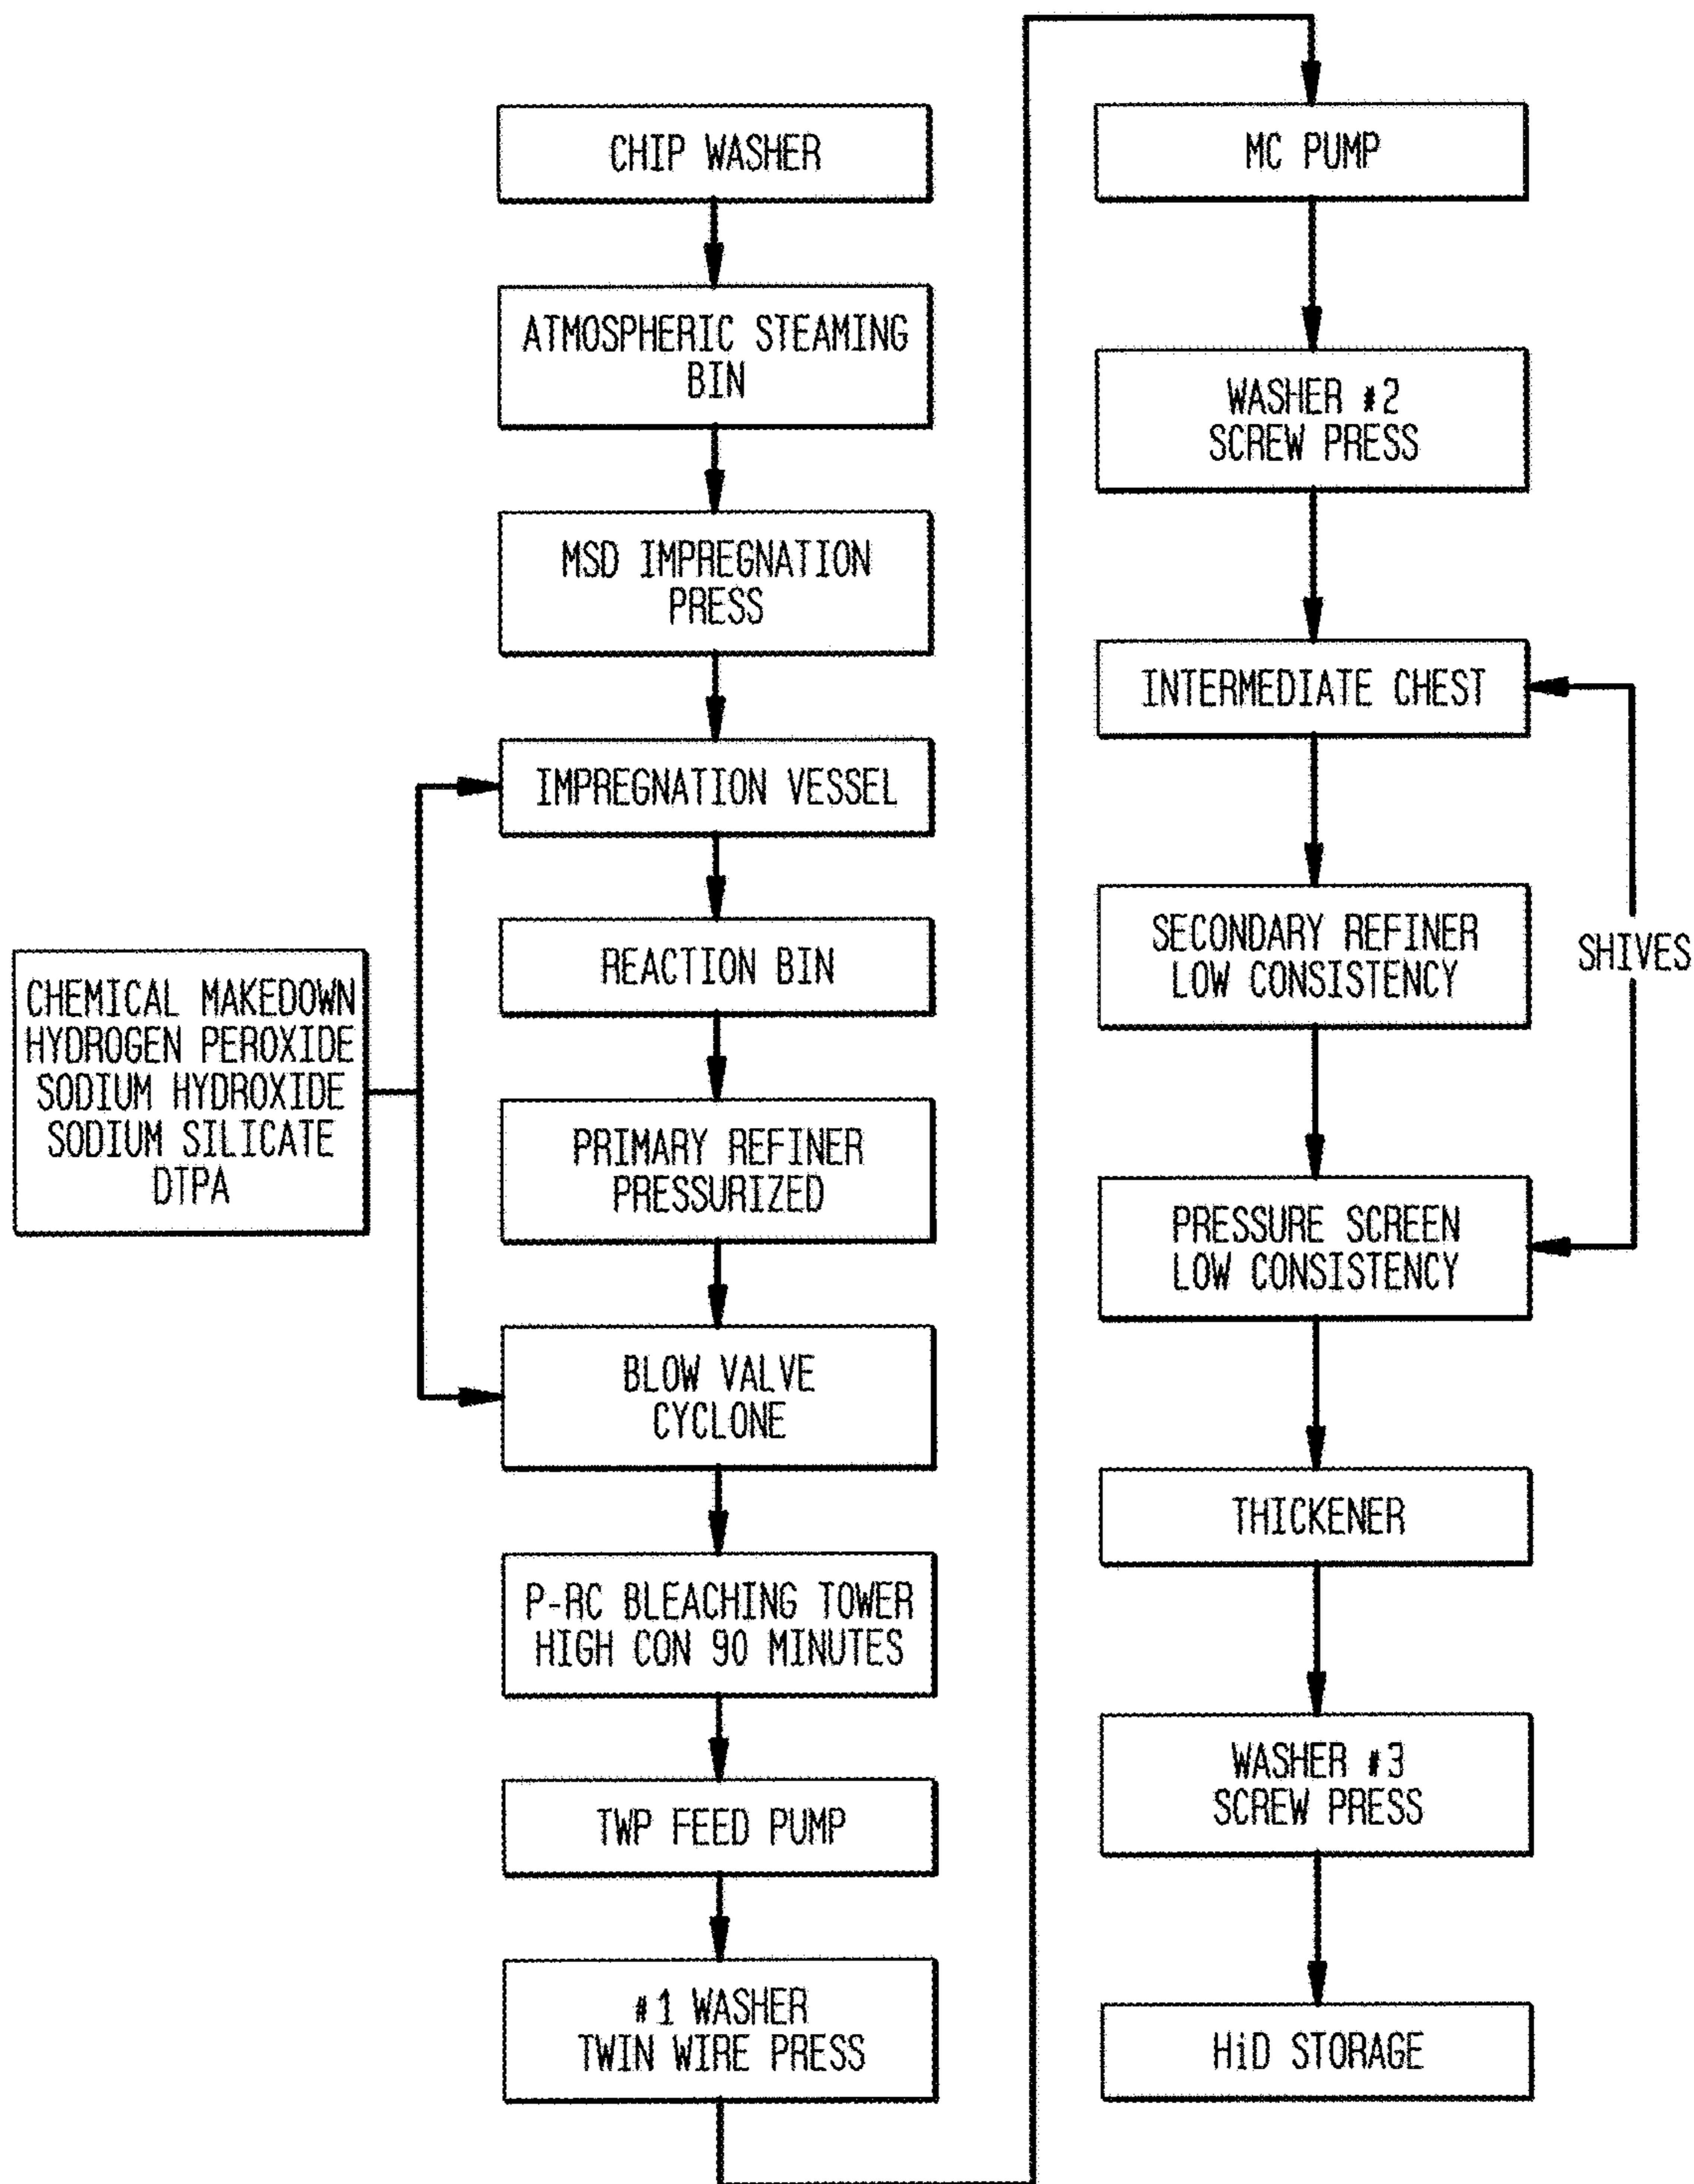 CHIP WASHER
ATMOSPHERIC STEAMING
BIN
MSD IMPREGNATION
PRESS
IMPREGNATION VESSEL
REACTION BIN
CHEMICAL MAKEDOWN
HYDROGEN PEROXIDE
SODIUM HYDROXIDE
SODIUM SILICATE
DTPA
PRIMARY REFINER
PRESSURIZED
BLOW VALVE
CYCLONE
P-RC BLEACHING TOWER
HIGH CON 90 MINUTES
TWP FEED PUMP
#1 WASHER
TWIN WIRE PRESS
MC PUMP
WASHER #2
SCREW PRESS
INTERMEDIATE CHEST
SECONDARY REFINER
LOW CONSISTENCY
SHIVES
PRESSURE SCREEN
LOW CONSISTENCY
THICKENER
WASHER #3
SCREW PRESS
HiD STORAGE